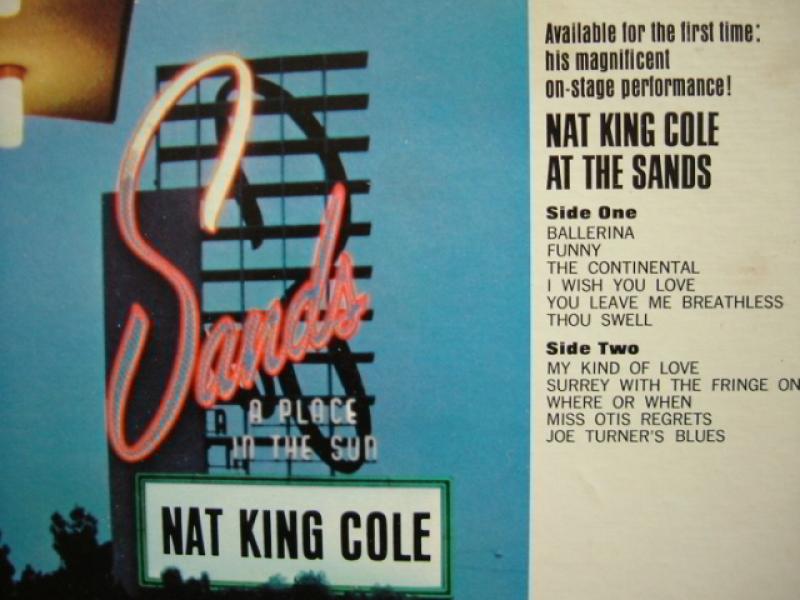 Sands
A PLACE
IN THE SUN
NAT KING COLE
Available for the first time:
his magnificent
on-stage performance!
NAT KING COLE
AT THE SANDS
Side One
BALLERINA
FUNNY
THE CONTINENTAL
I WISH YOU LOVE
YOU LEAVE ME BREATHLESS
THOU SWELL
Side Two
MY KIND OF LOVE
SURREY WITH THE FRINGE ON
WHERE OR WHEN
MISS OTIS REGRETS
JOE TURNER'S BLUES